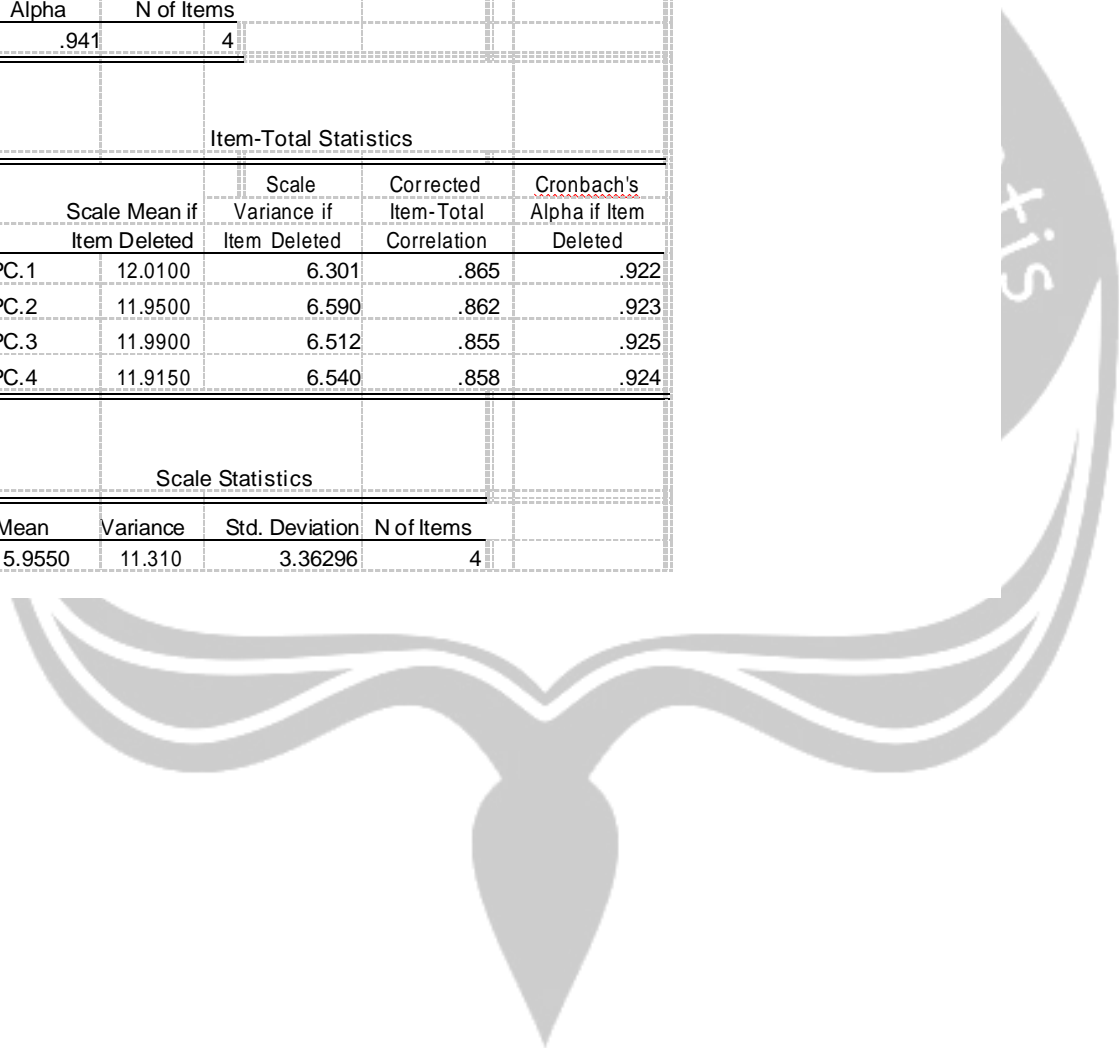 Alpha N of Items
.941 4
Item-Total Statistics
Scale Corrected Cronbach's
Scale Mean if Variance if Item-Total Alpha if Item
Item Deleted Item Deleted Correlation Deleted
PC.1 12.0100 6.301 .865 .922
PC.2 11.9500 6.590 .862 .923
PC.3 11.9900 6.512 .855 .925
PC.4 11.9150 6.540 .858 .924
Scale Statistics
Mean Variance Std. Deviation N of Items
5.9550 11.310 3.36296 4